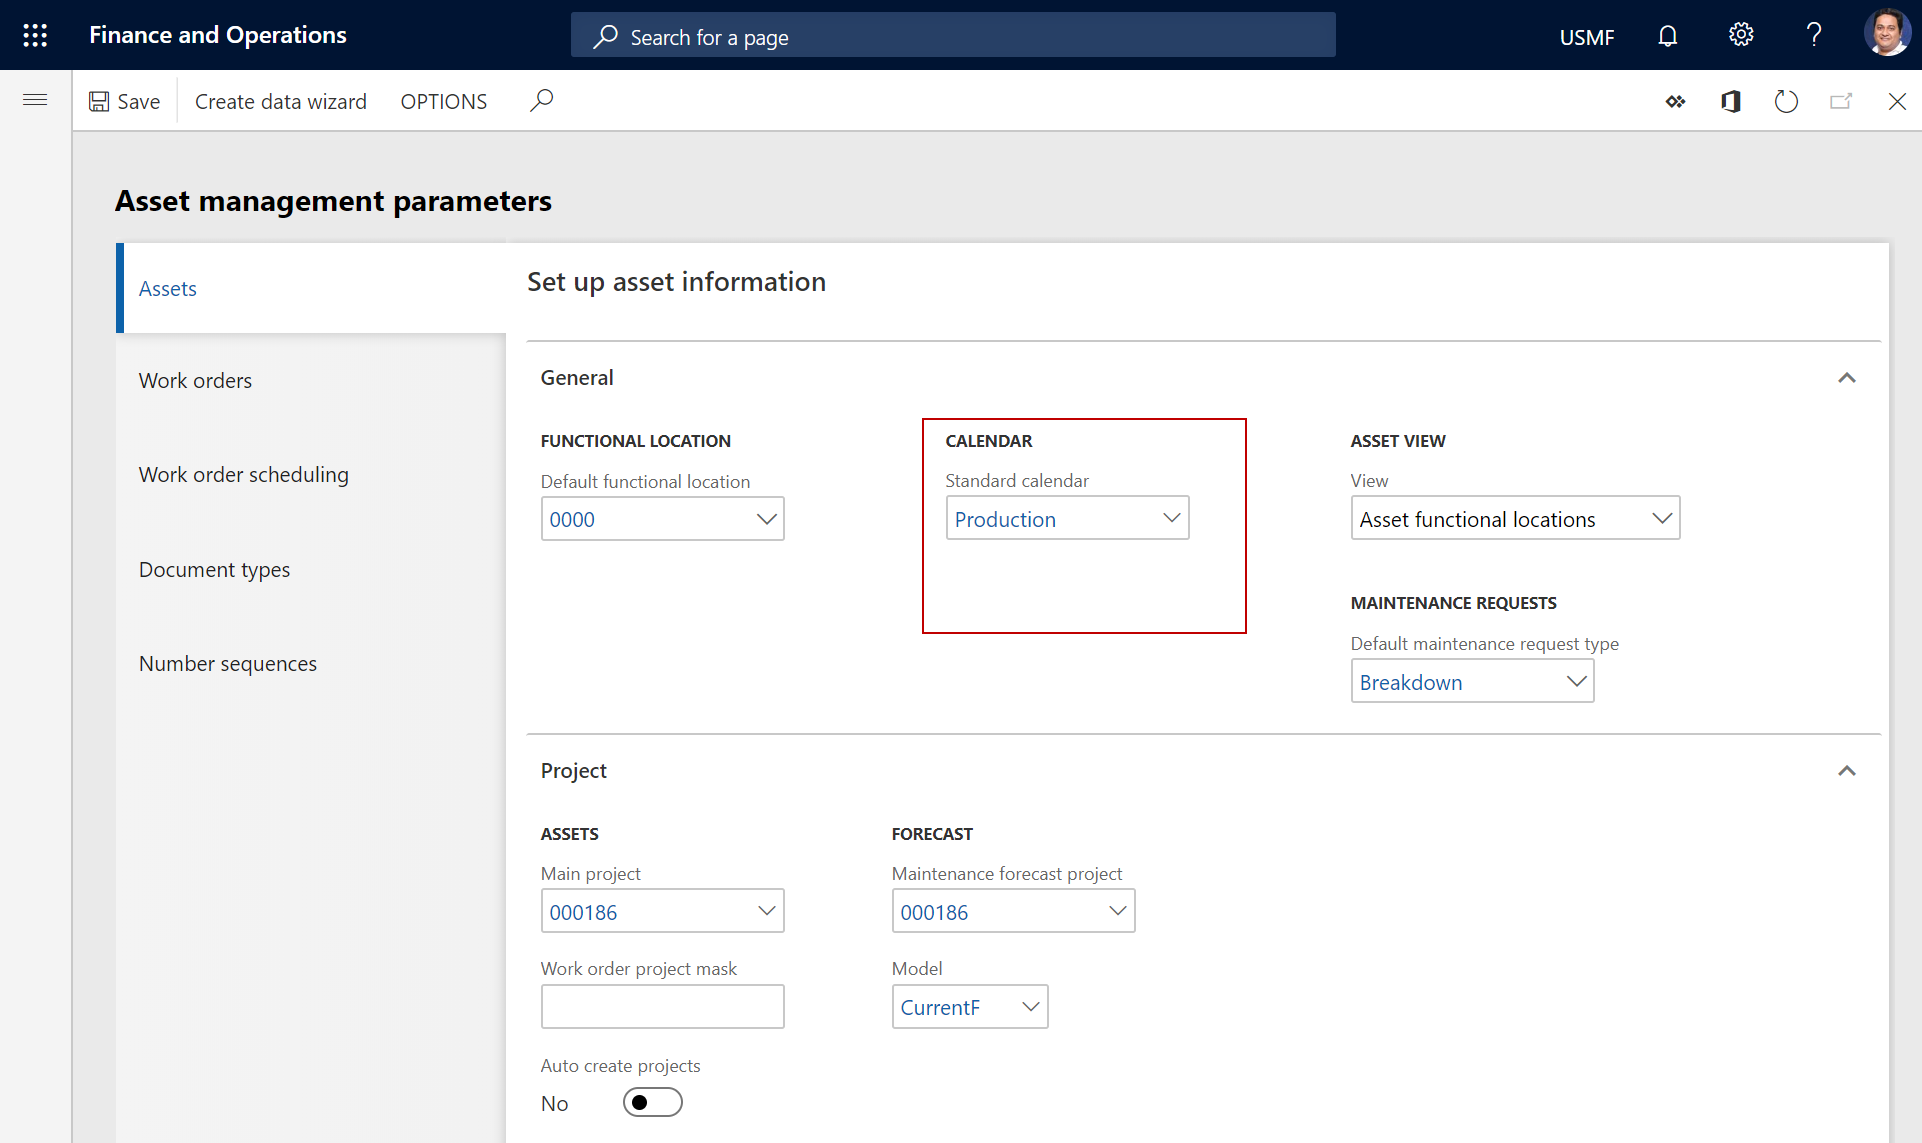 Finance and Operations
Search for a page
USMF
Save
Create data wizard
OPTIONS
Asset management parameters
Assets
Work orders
Work order scheduling
Document types
Number sequences
Set up asset information
General
FUNCTIONAL LOCATION
Default functional location
0000
CALENDAR
Standard calendar
Production
ASSET VIEW
View
Asset functional locations
MAINTENANCE REQUESTS
Default maintenance request type
Breakdown
Project
ASSETS
Main project
000186
Work order project mask
Auto create projects
No
FORECAST
Maintenance forecast project
000186
Model
CurrentF